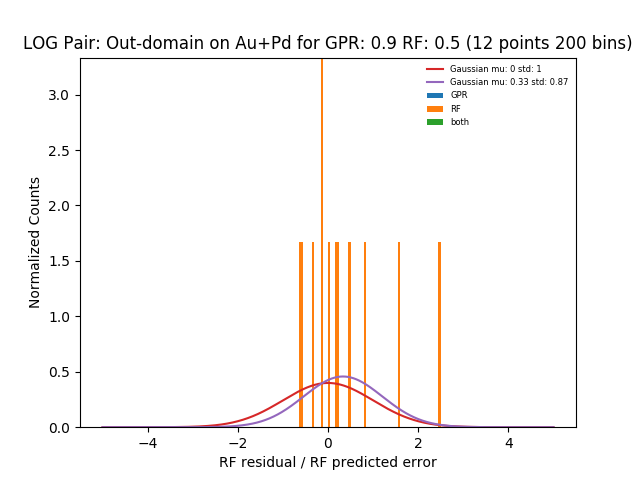 LOG Pair: Out-domain on Au+Pd for GPR: 0.9 RF: 0.5 (12 points 200 bins)
Gaussian mu: 0 std: 1
Gaussian mu: 0.33 std: 0.87
GPR
RF
both
Normalized Counts
3.0
2.5
2.0
1.5
1.0
0.5
0.0
−4
−2
0
2
4
RF residual / RF predicted error